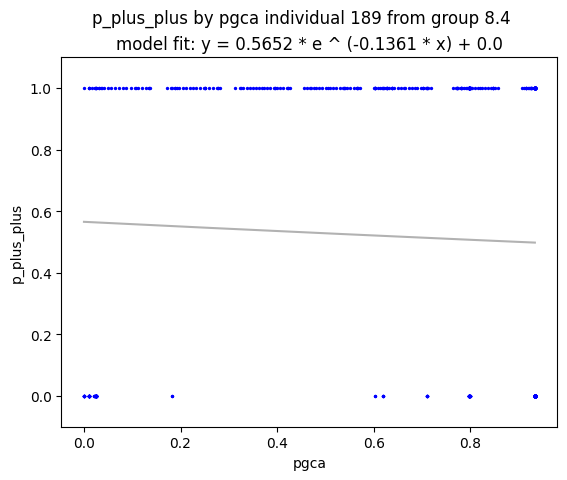 p_plus_plus by pgca individual 189 from group 8.4
model fit: y = 0.5652 * e ^ (-0.1361 * x) + 0.0
1.0
0.8
0.6
0.4
0.2
0.0
p_plus_plus
0.0 0.2 0.4 0.6 0.8
pgca